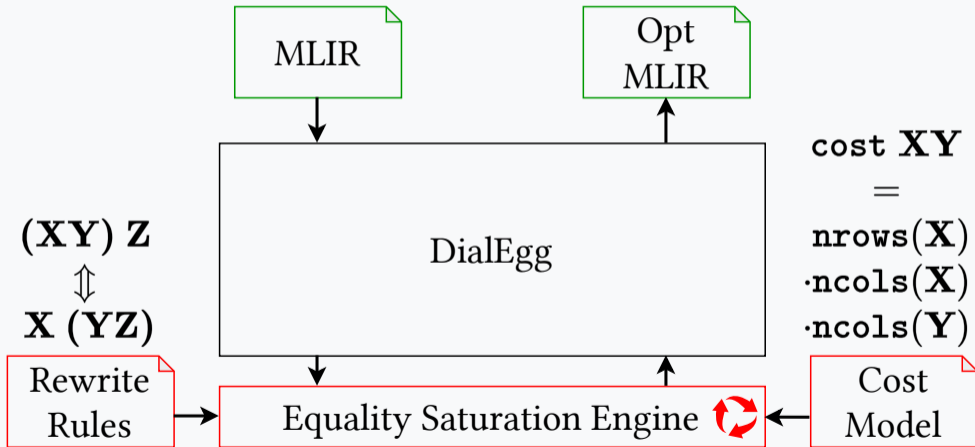 MLIR
Opt
MLIR
DialEgg
(XY) Z
⇕
X (YZ)
cost XY
=
nrows(X)
·ncols(X)
·ncols(Y)
Rewrite
Rules
Equality Saturation Engine
Cost
Model